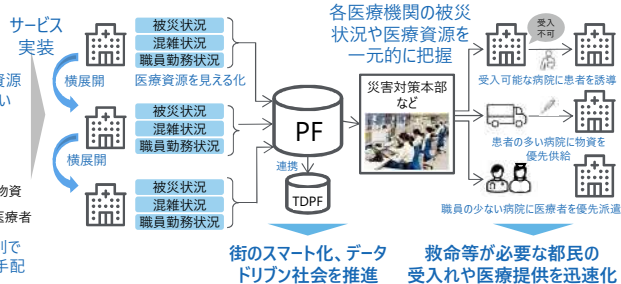 サービス
実装
資源
い
物資
医療者
別で
手配
横展開
横展開
被災状況
混雑状況
職員勤務状況
医療資源を見える化
被災状況
混雑状況
職員勤務状況
被災状況
混雑状況
職員勤務状況
PF
連携
TDPF
街のスマート化、データ
ドリブン社会を推進
各医療機関の被災
状況や医療資源を
一元的に把握
災害対策本部
など
受入
不可
受入可能な病院に患者を誘導
患者の多い病院に物資を
優先供給
職員の少ない病院に医療者を優先派遣
救命等が必要な都民の
受入れや医療提供を迅速化